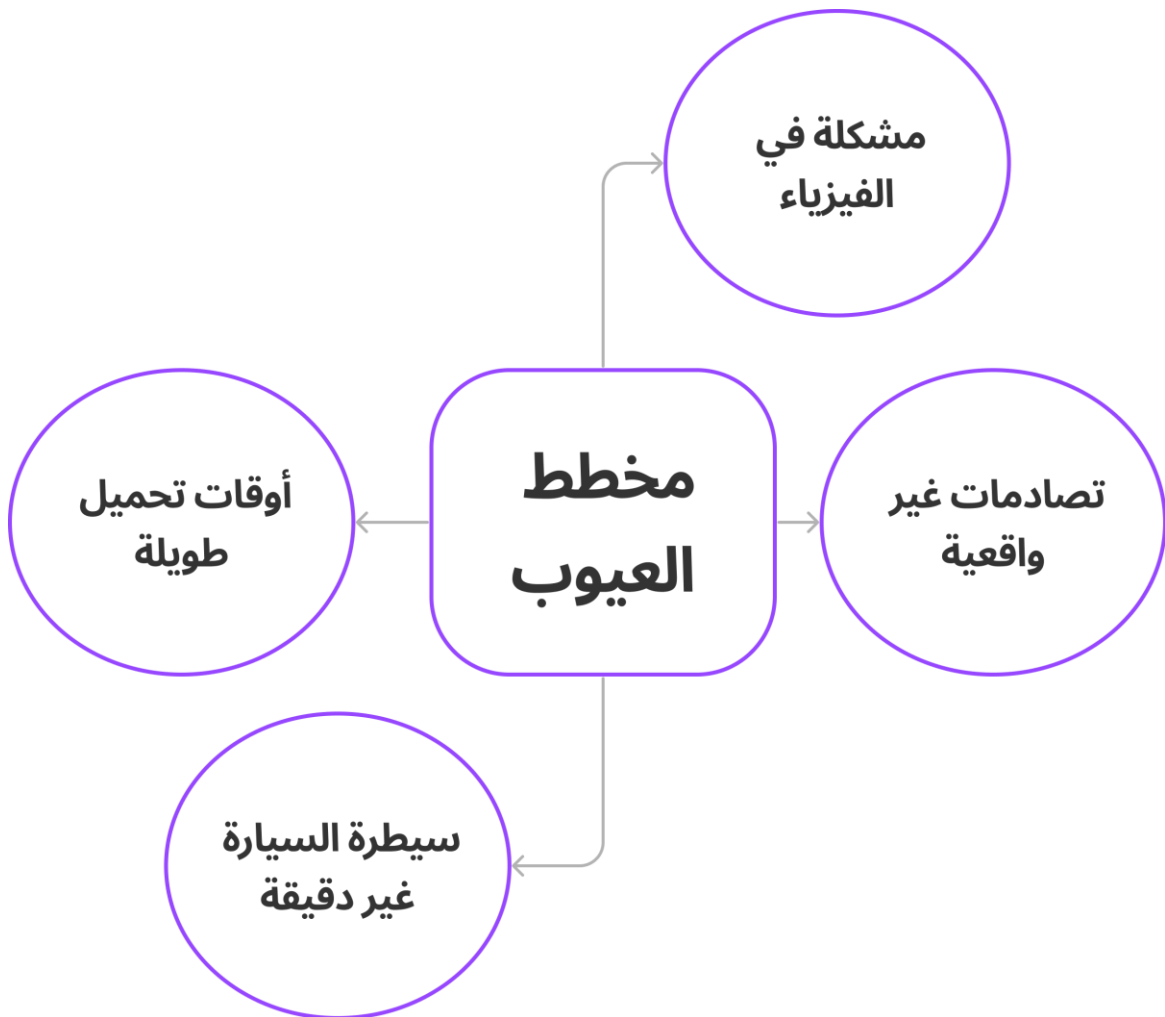 مشكلة في
الفيزياء
مخطط
العيوب
تصادمات غير
واقعية
أوقات تحميل
طويلة
سيطرة السيارة
غير دقيقة